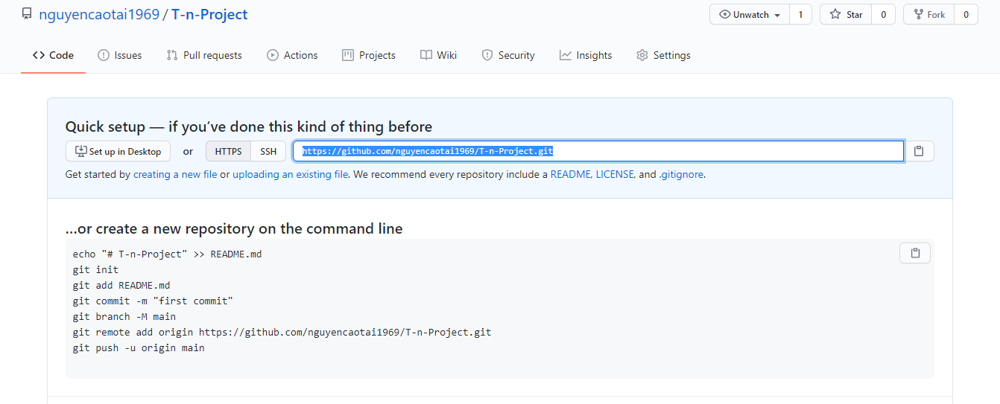 nguyencaotai1969 / T-n-Project
Unwatch 1 Star 0 Fork 0
Code Issues Pull requests Actions Projects Wiki Security Insights Settings
Quick setup — if you’ve done this kind of thing before
Set up in Desktop or HTTPS SSH https://github.com/nguyencaotai1969/T-n-Project.git
Get started by creating a new file or uploading an existing file. We recommend every repository include a README, LICENSE, and .gitignore.
…or create a new repository on the command line
echo "# T-n-Project" >> README.md
git init
git add README.md
git commit -m "first commit"
git branch -M main
git remote add origin https://github.com/nguyencaotai1969/T-n-Project.git
git push -u origin main